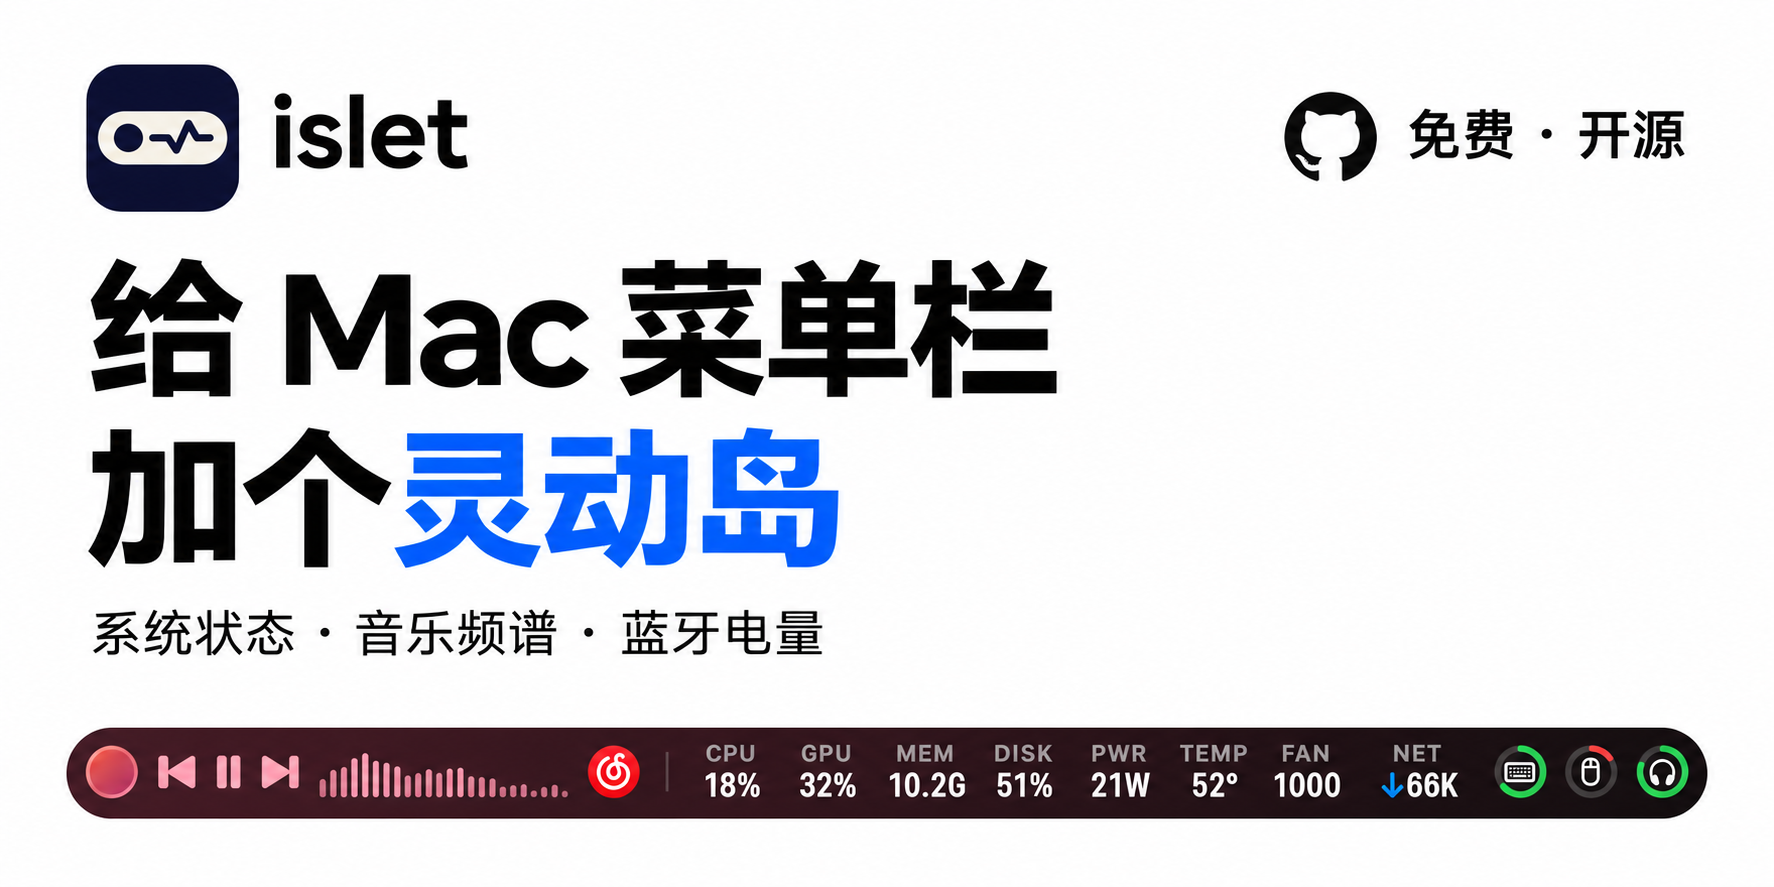 islet
免费 · 开源
给 Mac 菜单栏
加个灵动岛
系统状态 · 音乐频谱 · 蓝牙电量
CPU GPU MEM DISK PWR TEMP FAN NET
18% 32% 10.2G 51% 21W 52° 1000 ↓66K